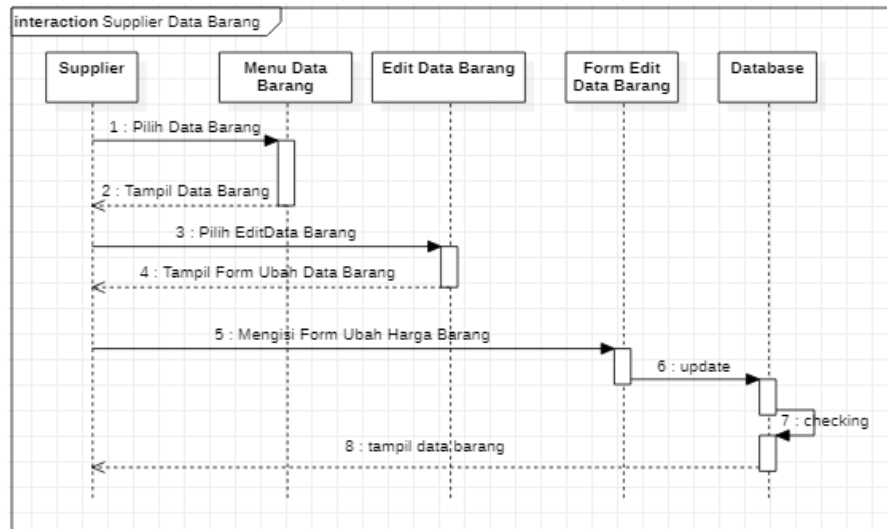 interaction Supplier Data Barang
Supplier
Menu Data
Barang
Edit Data Barang
Form Edit
Data Barang
Database
1 : Pilih Data Barang
2 : Tampil Data Barang
3 : Pilih EditData Barang
4 : Tampil Form Ubah Data Barang
5 : Mengisi Form Ubah Harga Barang
6 : update
7 : checking
8 : tampil data barang